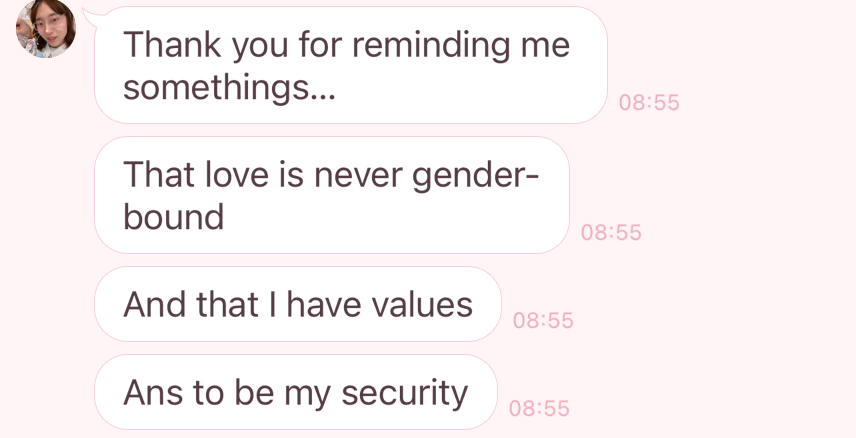 Thank you for reminding me
somethings...
08:55
That love is never gender-
bound
08:55
And that I have values
08:55
Ans to be my security
08:55